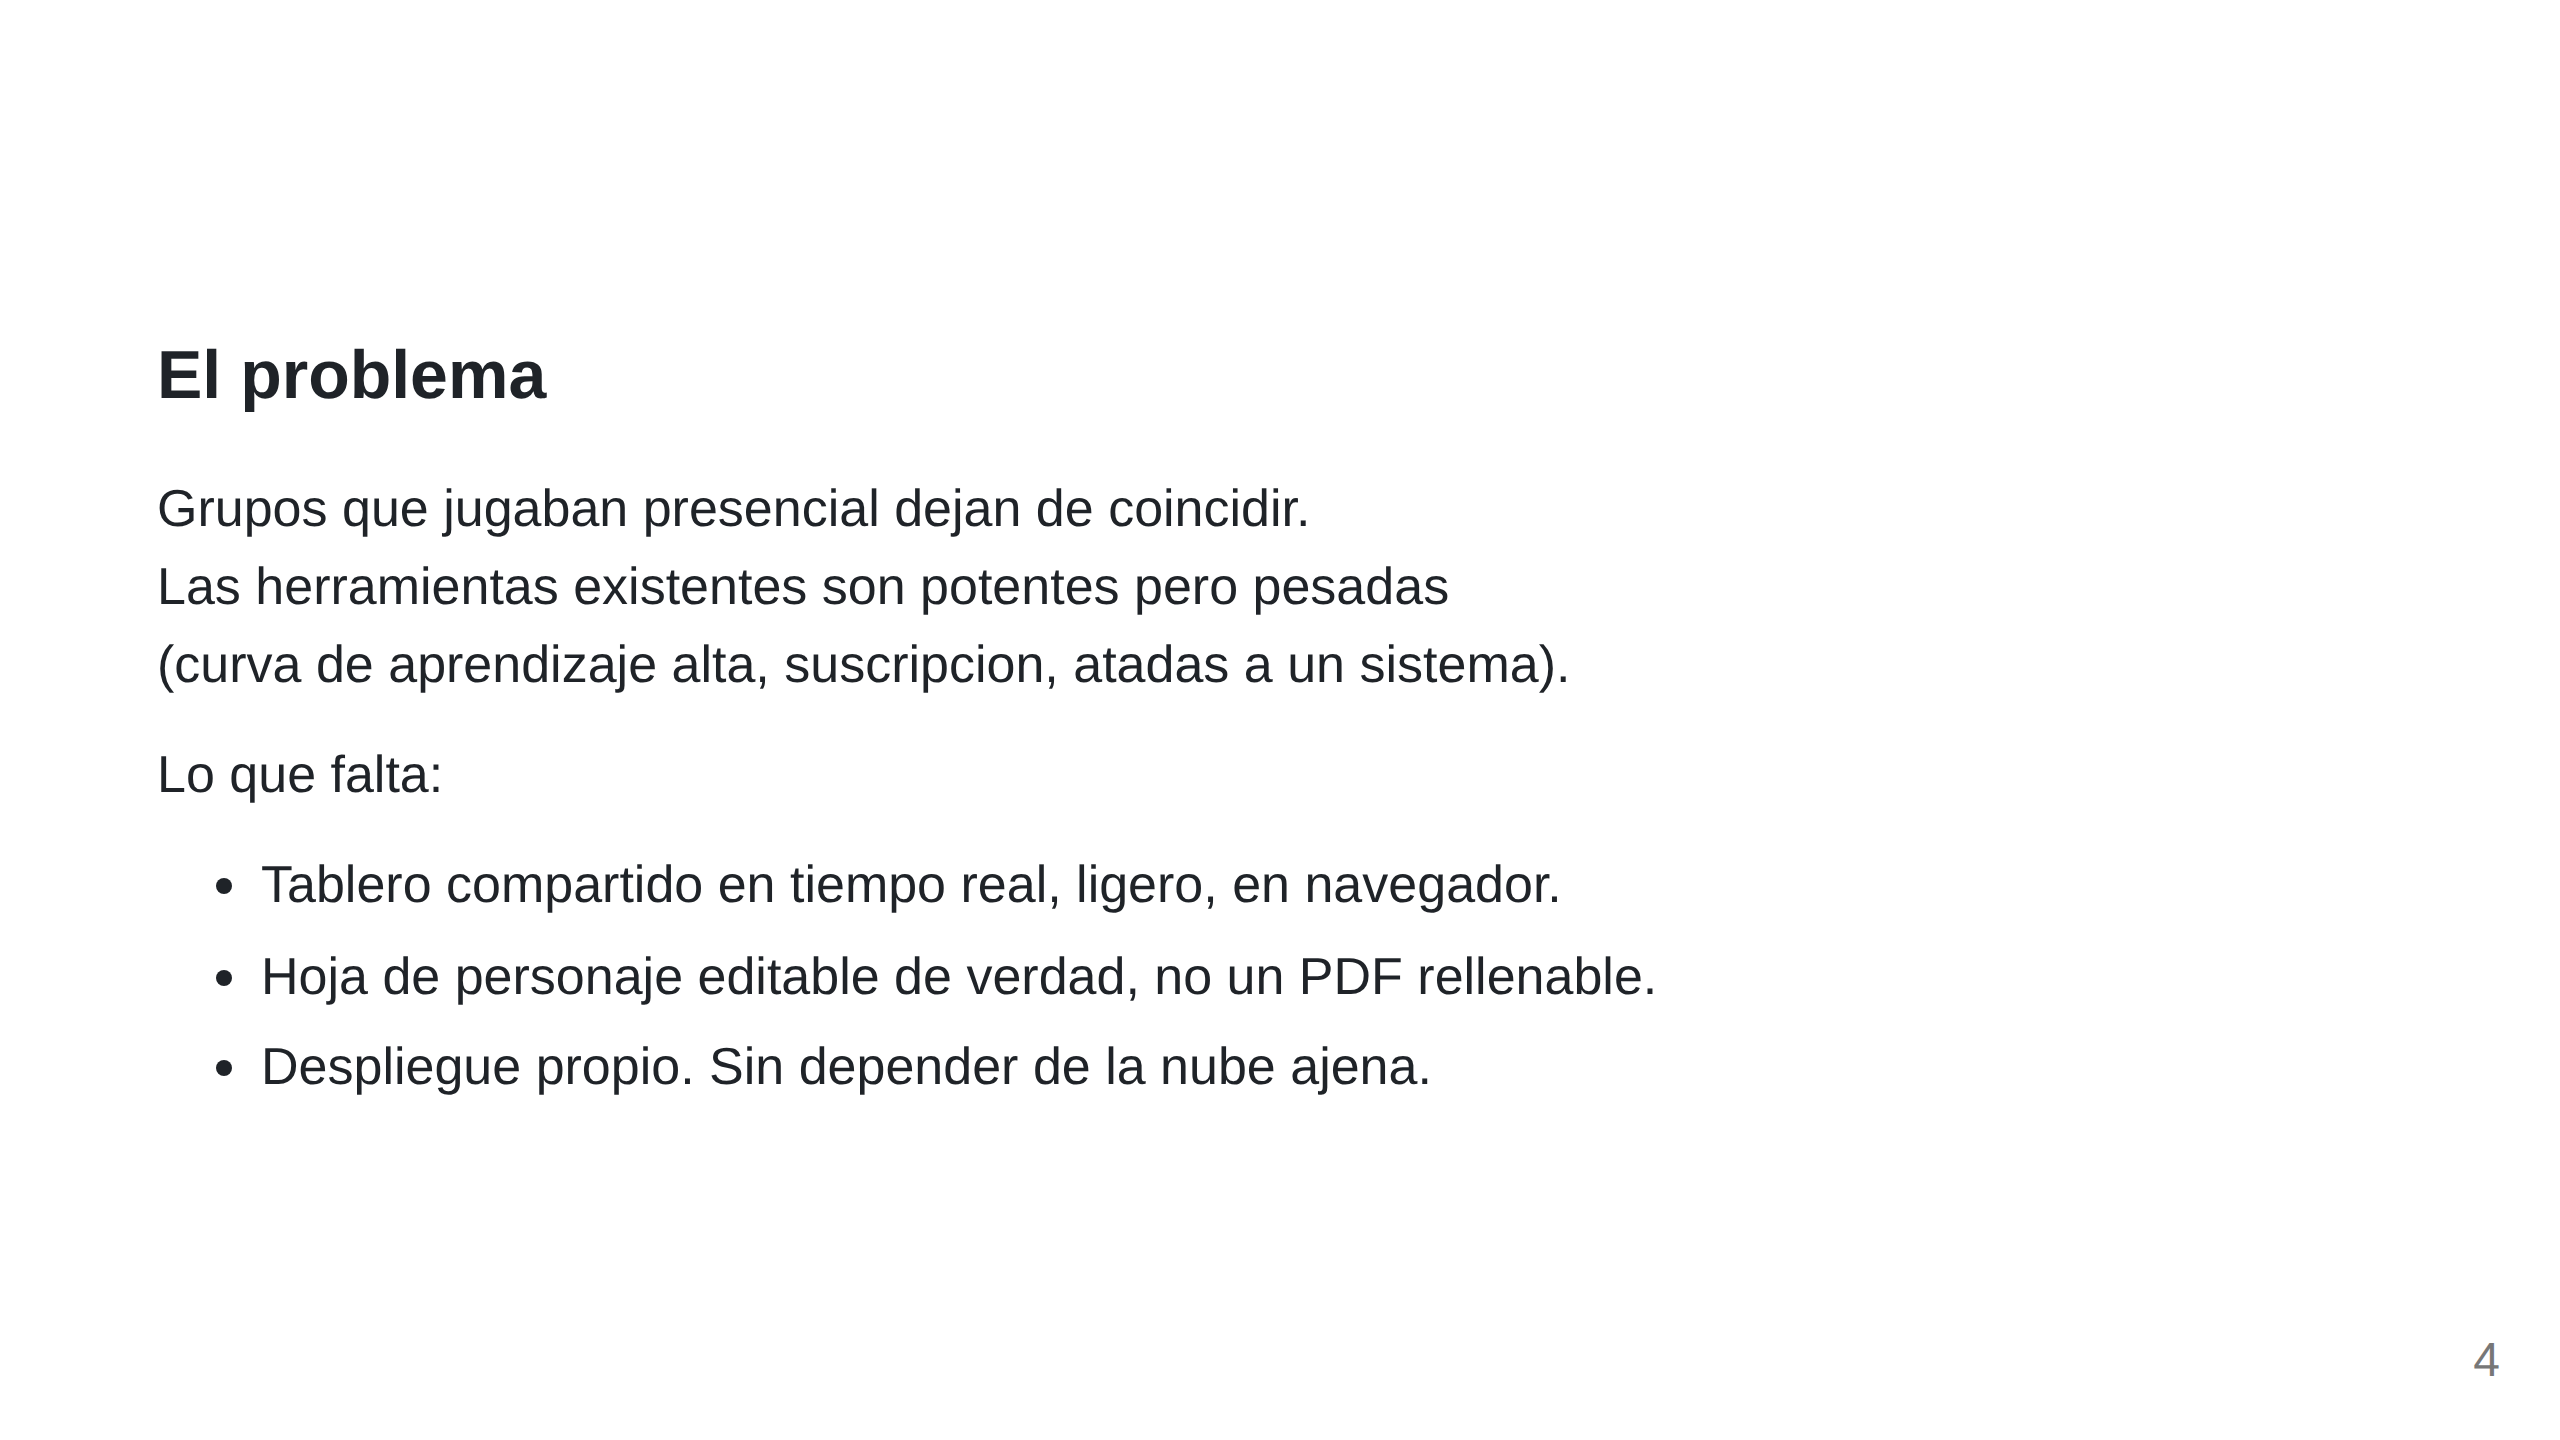 El problema
Grupos que jugaban presencial dejan de coincidir.
Las herramientas existentes son potentes pero pesadas
(curva de aprendizaje alta, suscripcion, atadas a un sistema).
Lo que falta:
• Tablero compartido en tiempo real, ligero, en navegador.
• Hoja de personaje editable de verdad, no un PDF rellenable.
• Despliegue propio. Sin depender de la nube ajena.
4